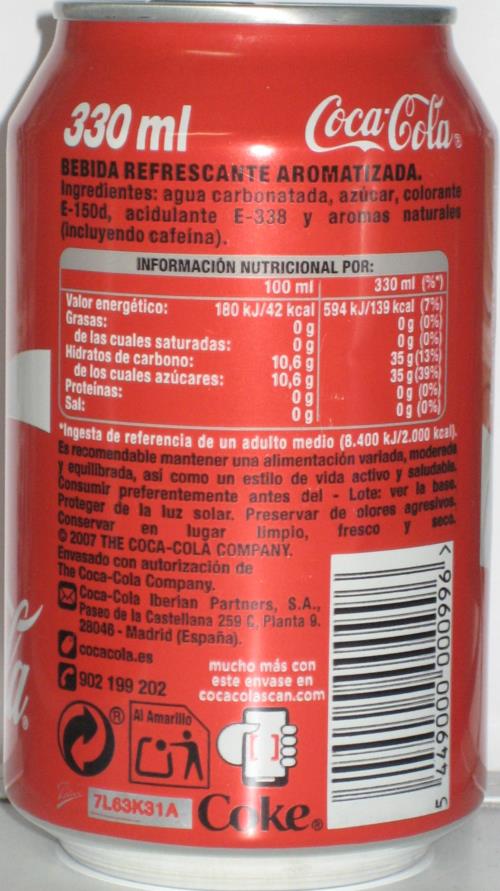 330 ml Coca-Cola®
BEBIDA REFRESCANTE AROMATIZADA.
Ingredientes: agua carbonatada, azúcar, colorante
E-150d, acidulante E-338 y aromas naturales
(incluyendo cafeína).
INFORMACIÓN NUTRICIONAL POR:
100 ml 330 ml (%*)
Valor energético: 180 kJ/42 kcal 594 kJ/139 kcal (7%)
Grasas: 0 g 0 g (0%)
de las cuales saturadas: 0 g 0 g (0%)
Hidratos de carbono: 10,6 g 35 g (13%)
de los cuales azúcares: 10,6 g 35 g (39%)
Proteínas: 0 g 0 g (0%)
Sal: 0 g 0 g (0%)
*Ingesta de referencia de un adulto medio (8.400 kJ/2.000 kcal).
Es recomendable mantener una alimentación variada, moderada
y equilibrada, así como un estilo de vida activo y saludable.
Consumir preferentemente antes del - Lote: ver la base.
Proteger de la luz solar. Preservar de olores agresivos.
Conservar en lugar limpio, fresco y seco.
© 2007 THE COCA-COLA COMPANY.
Envasado con autorización de
The Coca-Cola Company.
Coca-Cola Iberian Partners, S.A.,
Paseo de la Castellana 259 C, Planta 9.
28046 - Madrid (España).
cocacola.es
902 199 202
mucho más con
este envase en
cocacolascan.com
® Al Amarillo
7L63K31A Coke®
5 449000 000996 >
a®